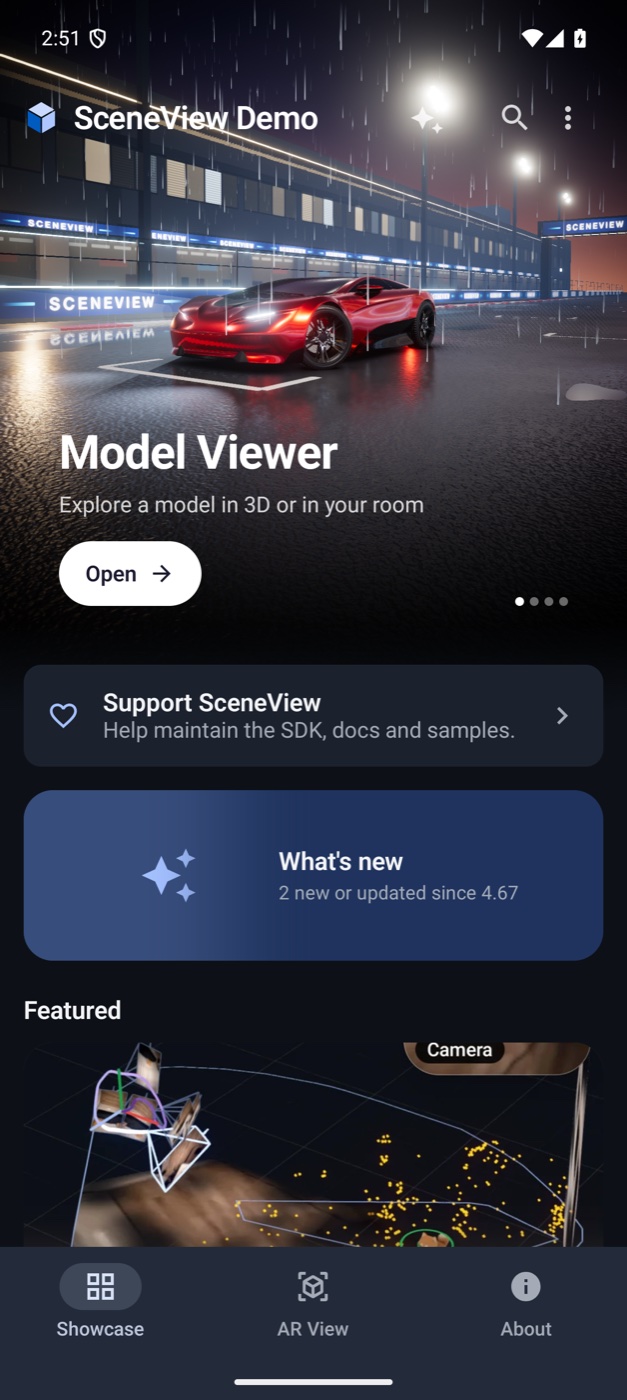 2:51
SceneView Demo
SCENEVIEW
SCENEVIEW
SCENEVIEW
Model Viewer
Explore a model in 3D or in your room
Open
Support SceneView
Help maintain the SDK, docs and samples.
What's new
2 new or updated since 4.67
Featured
Camera
Showcase
AR View
About